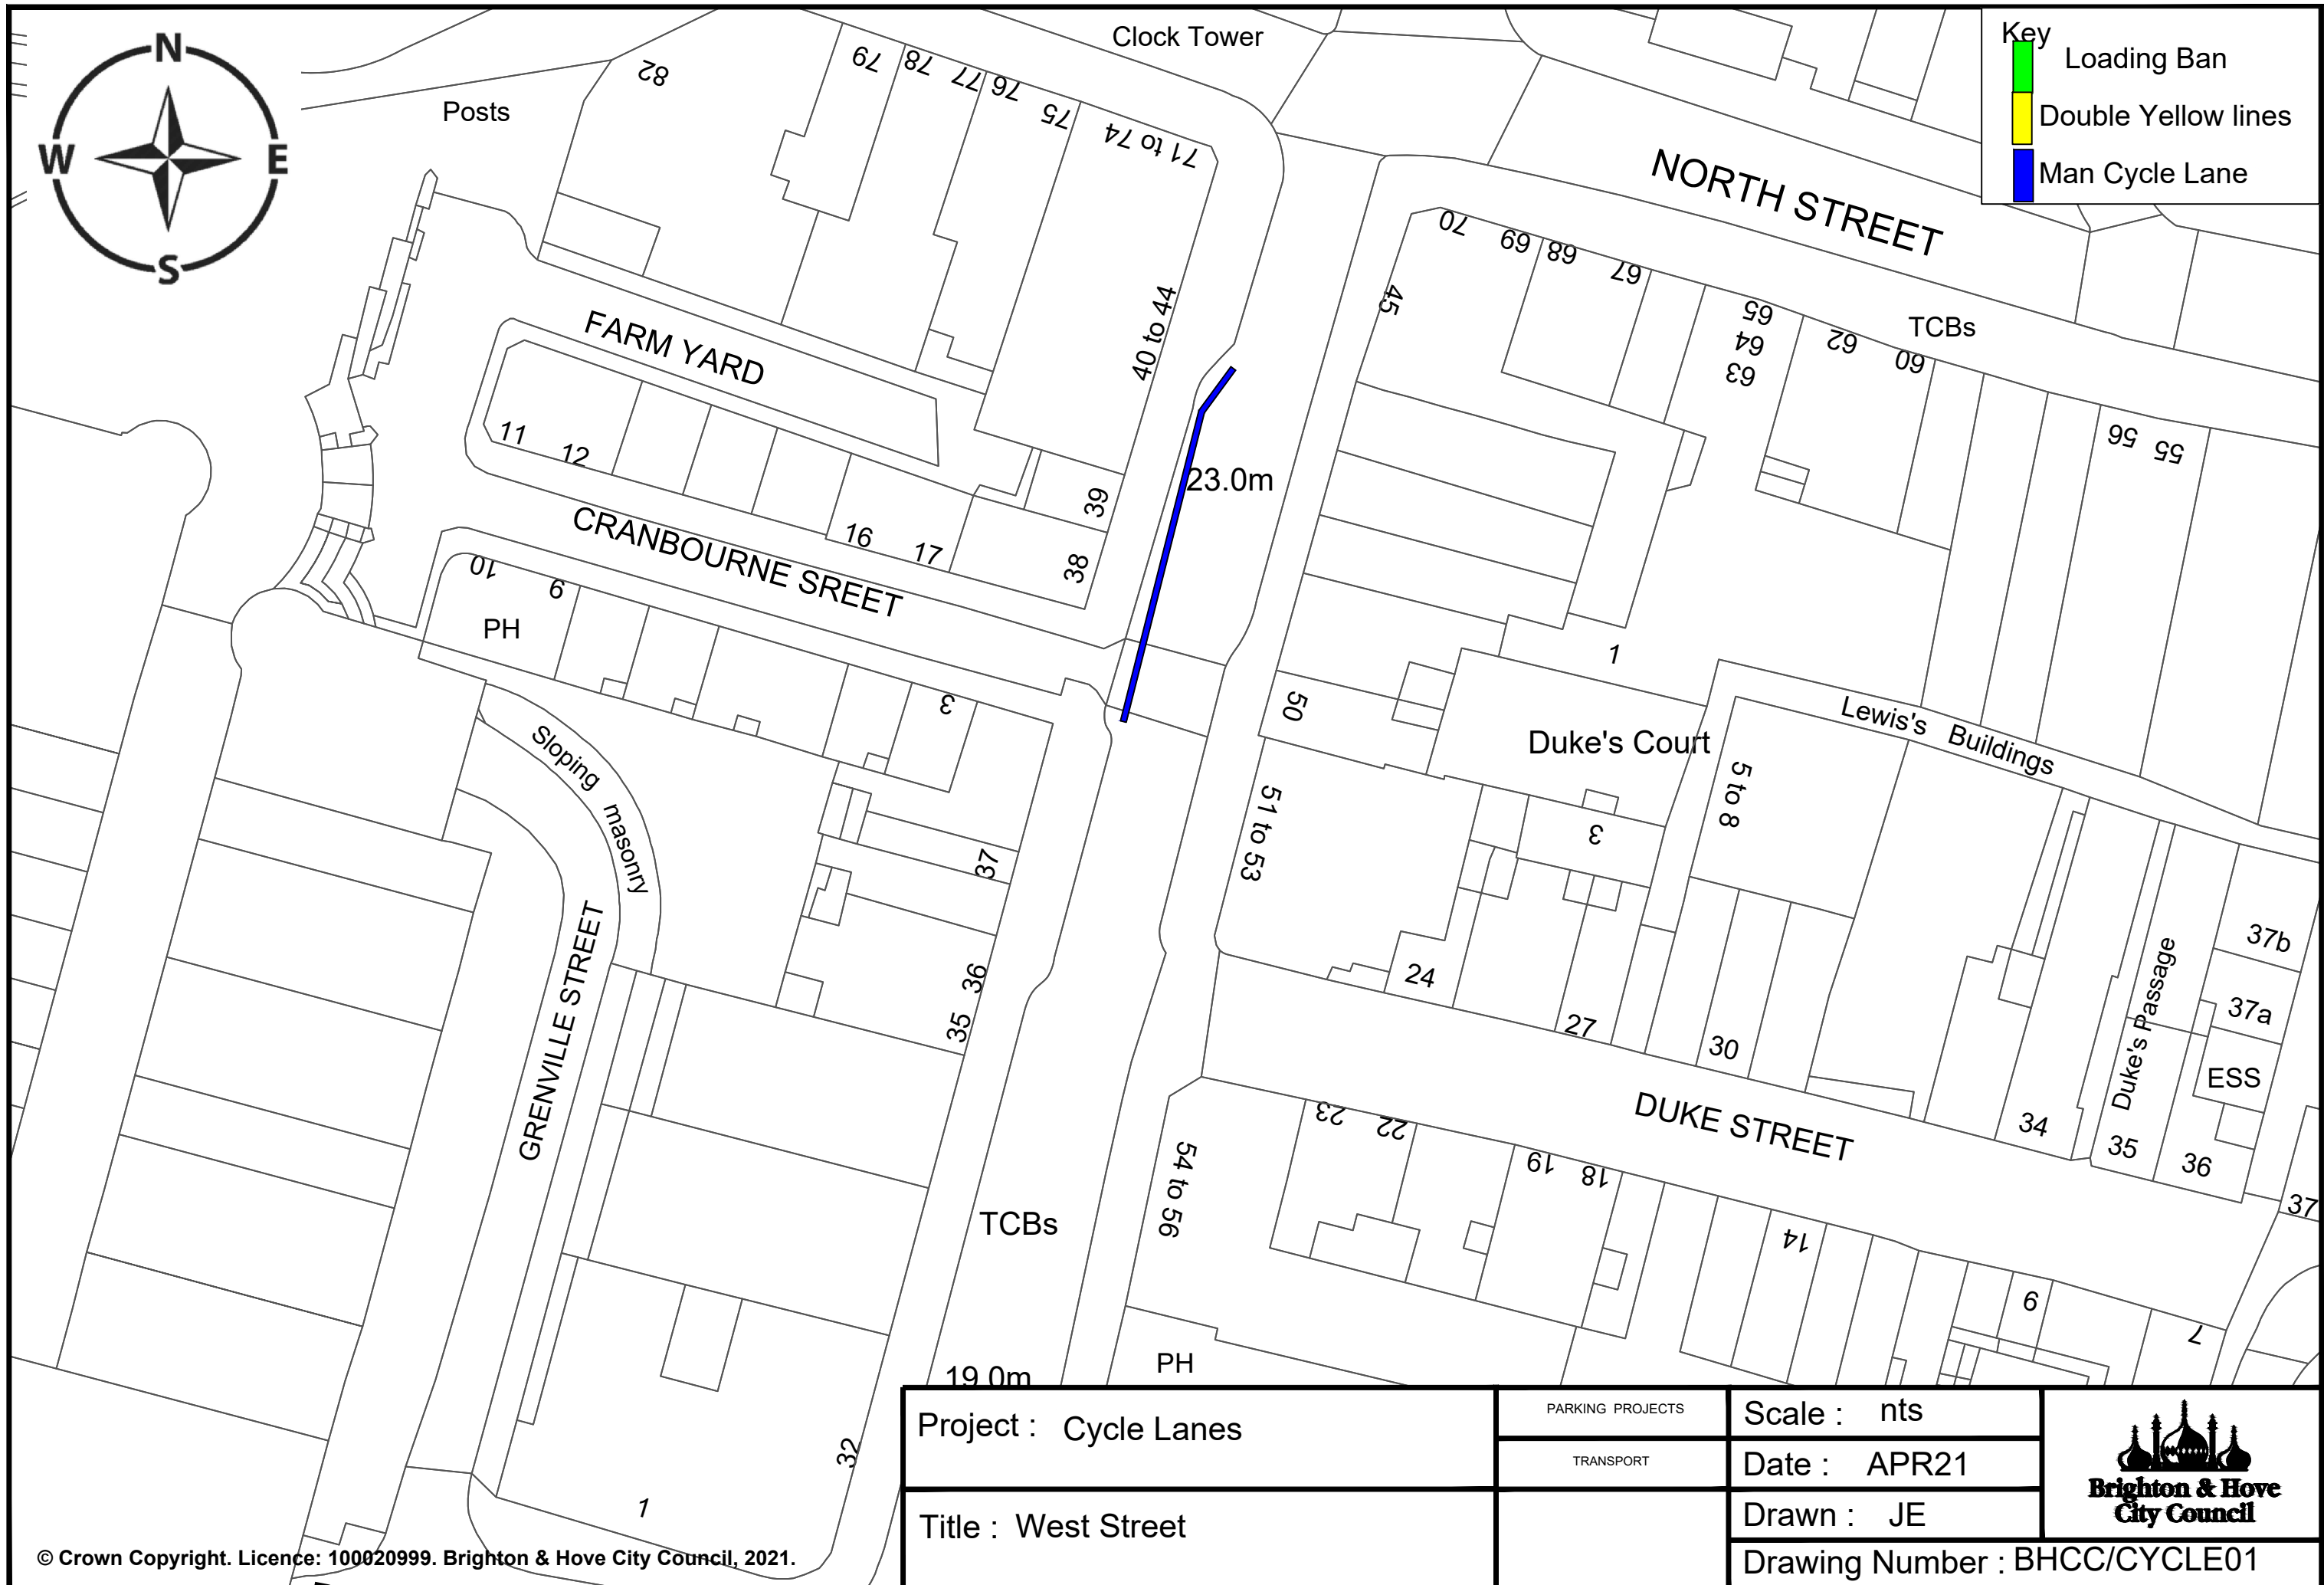 N
W
E
S
Key
Loading Ban
Double Yellow lines
Man Cycle Lane
Clock Tower
Posts
82
79
78
77
76
75
71 to 74
NORTH STREET
70
69
68
67
65
64
63
62
60
TCBs
56
55
45
40 to 44
FARM YARD
11
12
16
17
39
38
23.0m
CRANBOURNE SREET
10
9
PH
3
Sloping masonry
37
36
35
GRENVILLE STREET
50
51 to 53
1
Duke's Court
3
5 to 8
Lewis's Buildings
24
27
30
34
Duke's Passage
35
36
37b
37a
ESS
37
DUKE STREET
23
22
19
18
14
9
7
54 to 56
TCBs
PH
19.0m
32
1
Project : Cycle Lanes
Title : West Street
PARKING PROJECTS
TRANSPORT
Scale : nts
Date : APR21
Drawn : JE
Drawing Number : BHCC/CYCLE01
Brighton & Hove
City Council
© Crown Copyright. Licence: 100020999. Brighton & Hove City Council, 2021.